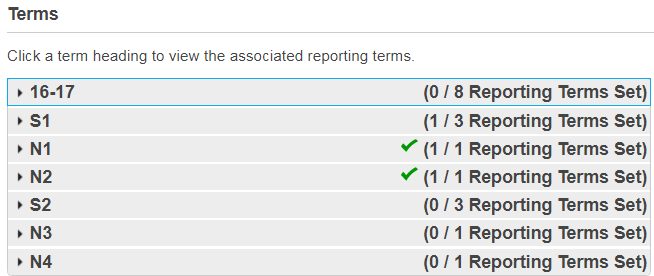 Terms
Click a term heading to view the associated reporting terms.
16-17 (0 / 8 Reporting Terms Set)
S1 (1 / 3 Reporting Terms Set)
N1 (1 / 1 Reporting Terms Set)
N2 (1 / 1 Reporting Terms Set)
S2 (0 / 3 Reporting Terms Set)
N3 (0 / 1 Reporting Terms Set)
N4 (0 / 1 Reporting Terms Set)